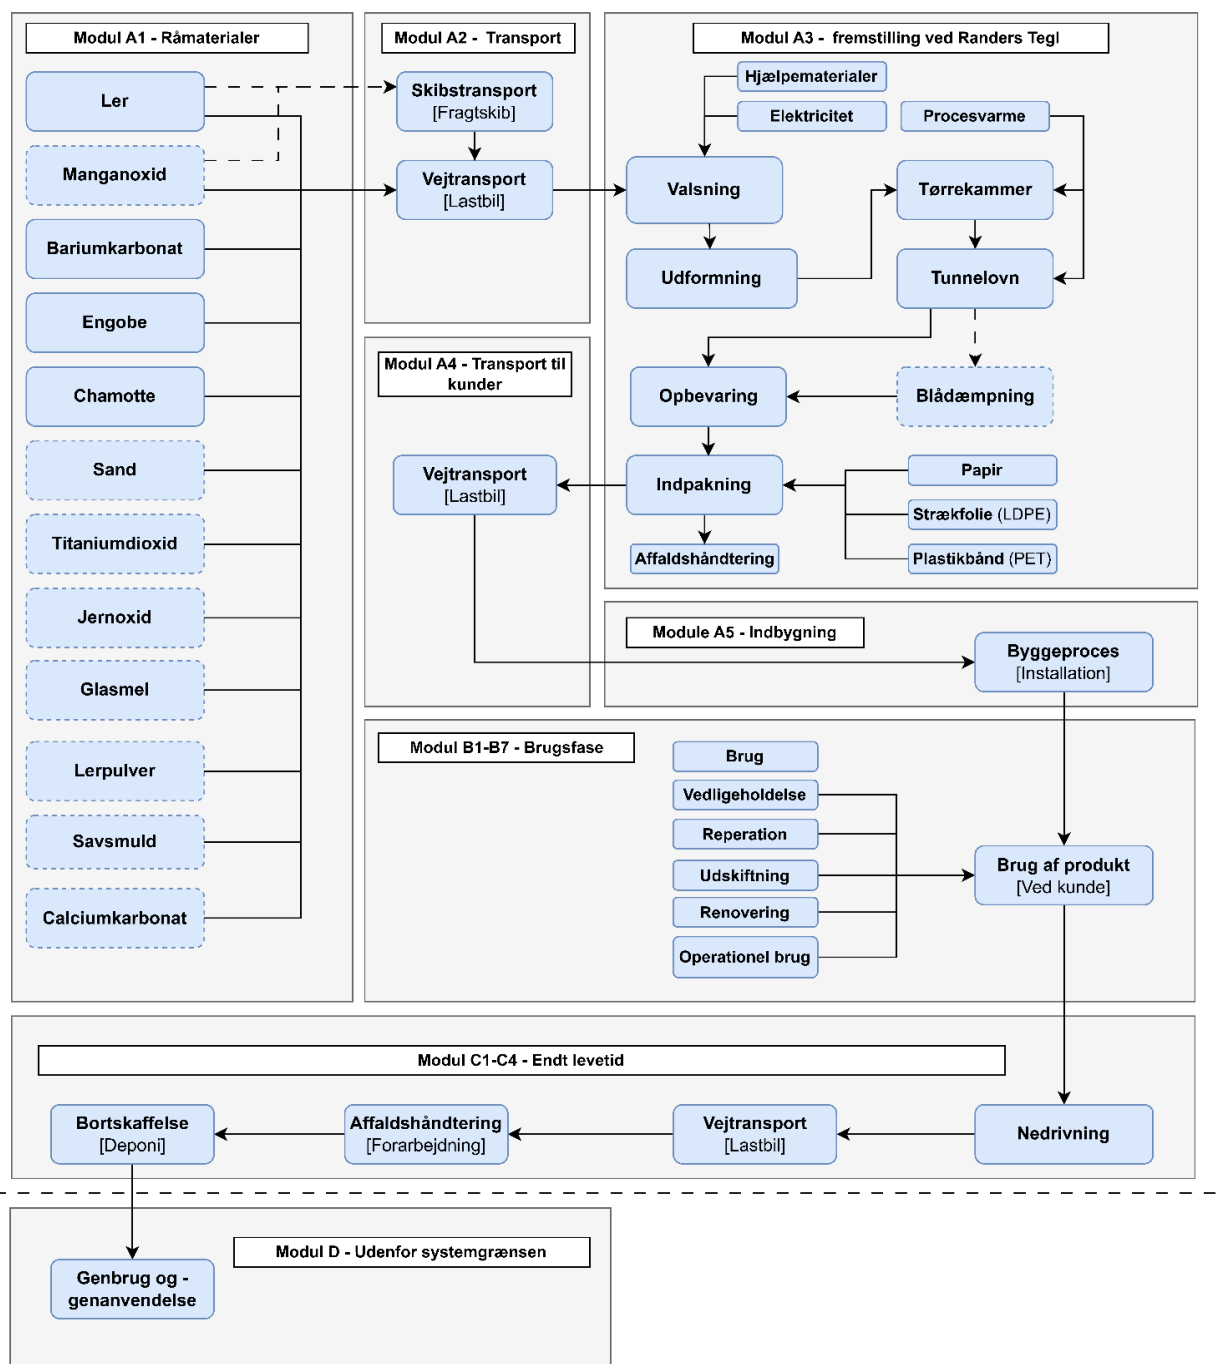 Modul A1 - Råmaterialer
Ler
Manganoxid
Bariumkarbonat
Engobe
Chamotte
Sand
Titaniumdioxid
Jernoxid
Glasmel
Lerpulver
Savsmuld
Calciumkarbonat
Modul A2 - Transport
Skibstransport
[Fragtskib]
Vejtransport
[Lastbil]
Modul A3 - fremstilling ved Randers Tegl
Hjælpematerialer
Elektricitet
Procesvarme
Valsning
Tørrekammer
Udformning
Tunnelovn
Opbevaring
Blådæmpning
Indpakning
Papir
Strækfolie (LDPE)
Plastikbånd (PET)
Affaldshåndtering
Modul A4 - Transport til
kunder
Vejtransport
[Lastbil]
Module A5 - Indbygning
Byggeproces
[Installation]
Modul B1-B7 - Brugsfase
Brug
Vedligeholdelse
Reperation
Udskiftning
Renovering
Operationel brug
Brug af produkt
[Ved kunde]
Modul C1-C4 - Endt levetid
Bortskaffelse
[Deponi]
Affaldshåndtering
[Forarbejdning]
Vejtransport
[Lastbil]
Nedrivning
Modul D - Udenfor systemgrænsen
Genbrug og -
genanvendelse